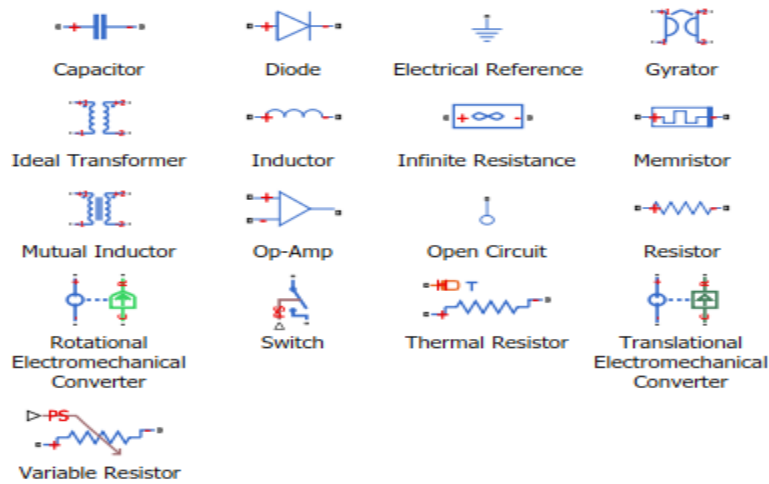 Capacitor
Diode
Electrical Reference
Gyrator
Ideal Transformer
Inductor
Infinite Resistance
Memristor
Mutual Inductor
Op-Amp
Open Circuit
Resistor
T
Rotational
Electromechanical
Converter
Switch
Thermal Resistor
Translational
Electromechanical
Converter
PS
Variable Resistor